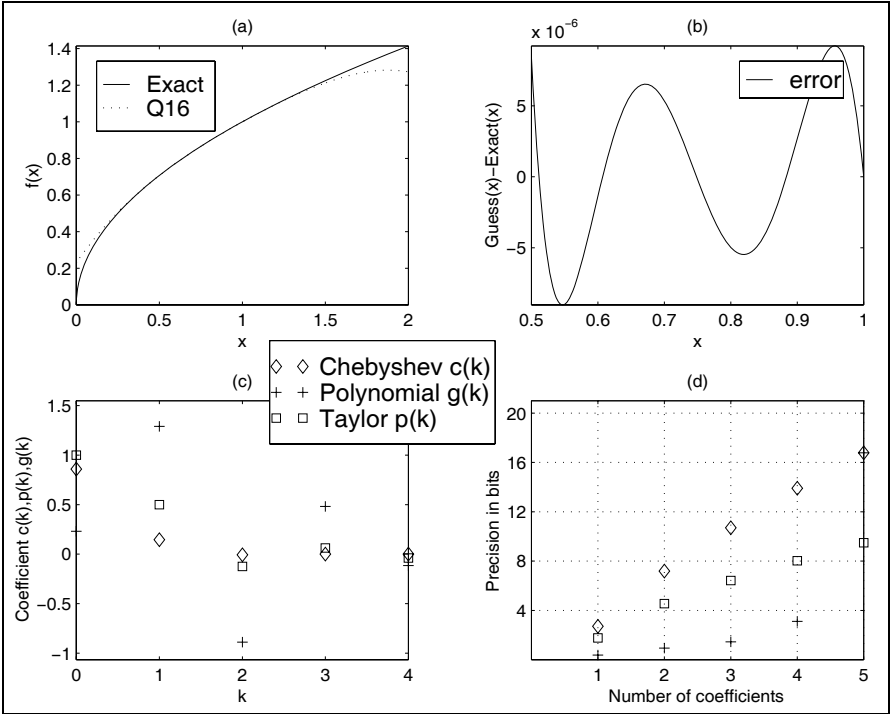 (a)
1.4
1.2
1
0.8
0.6
0.4
0.2
0
f(x)
Exact
Q16
0
0.5
1
1.5
2
x
x 10⁻⁶
(b)
5
0
−5
Guess(x)−Exact(x)
error
0.5
0.6
0.7
0.8
0.9
1
x
(c)
1.5
1
0.5
0
−0.5
−1
Coefficient c(k),p(k),g(k)
Chebyshev c(k)
Polynomial g(k)
Taylor p(k)
0
1
2
3
4
k
(d)
20
16
12
8
4
Precision in bits
1
2
3
4
5
Number of coefficients